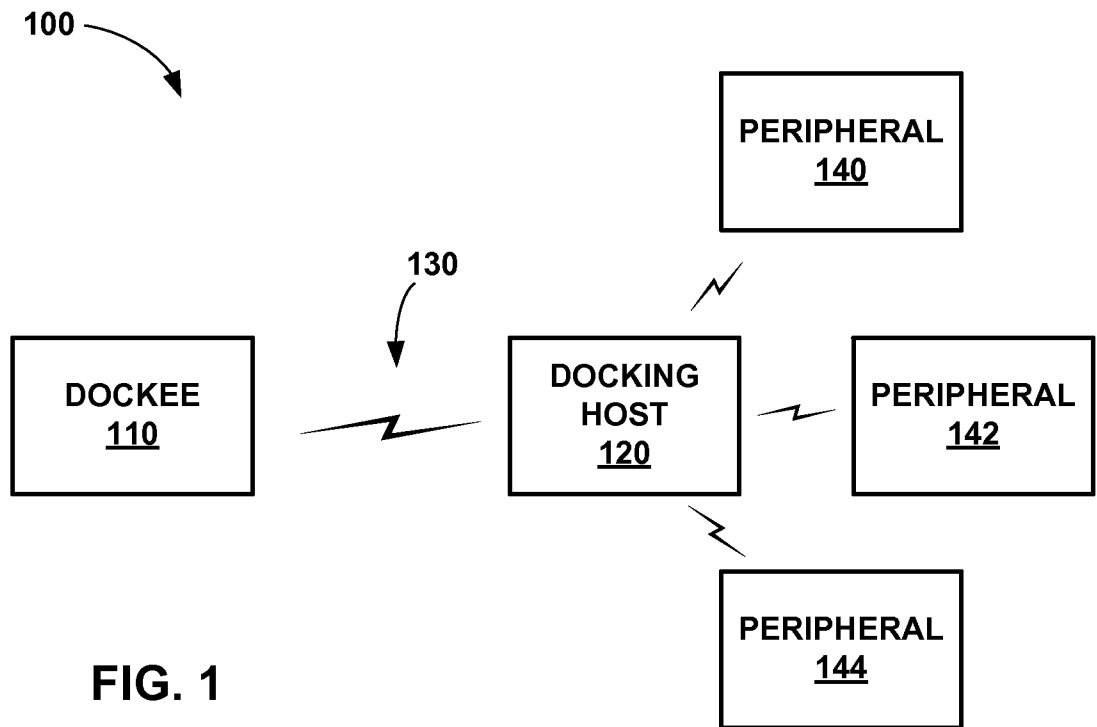 100
PERIPHERAL
140
130
DOCKEE
110
DOCKING
HOST
120
PERIPHERAL
142
PERIPHERAL
144
FIG. 1